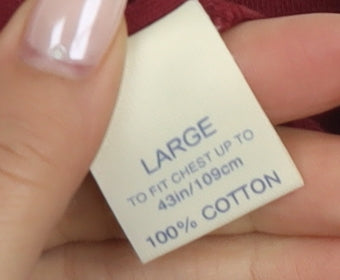 LARGE
TO FIT CHEST UP TO
43in/109cm
100% COTTON